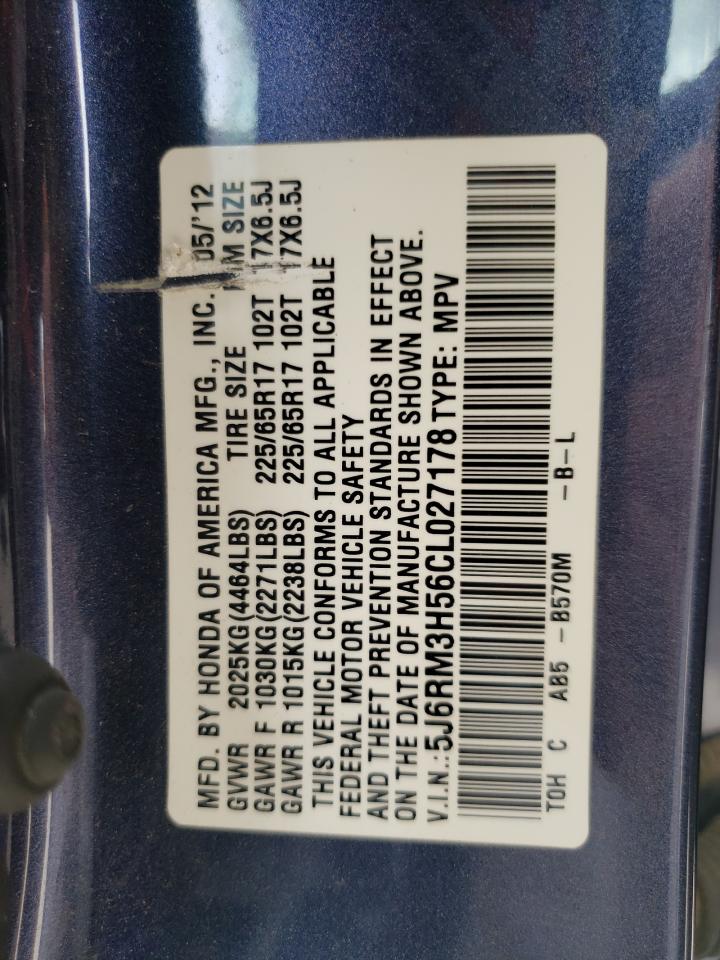 MFD. BY HONDA OF AMERICA MFG., INC. 05/'12
GVWR 2025KG(4464LBS) TIRE SIZE SIZE
GAWR F 1030KG(2271LBS) 225/65R17 102T 17X6.5J
GAWR R 1015KG(2238LBS) 225/65R17 102T 17X6.5J
THIS VEHICLE CONFORMS TO ALL APPLICABLE
FEDERAL MOTOR VEHICLE SAFETY
AND THEFT PREVENTION STANDARDS IN EFFECT
ON THE DATE OF MANUFACTURE SHOWN ABOVE.
V.I.N.:5J6RM3H56CL027178 TYPE: MPV
TOH C AB5 -B570M -B-L